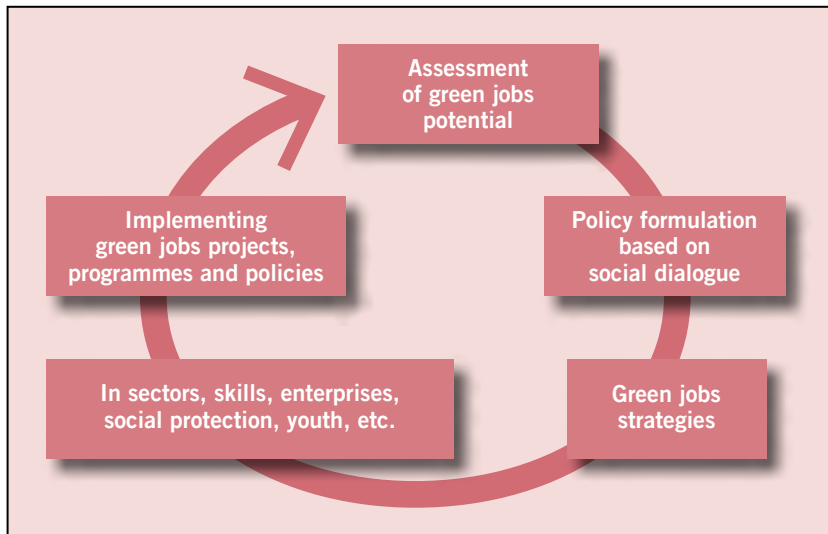 Assessment
of green jobs
potential
Policy formulation
based on
social dialogue
Green jobs
strategies
In sectors, skills, enterprises,
social protection, youth, etc.
Implementing
green jobs projects,
programmes and policies